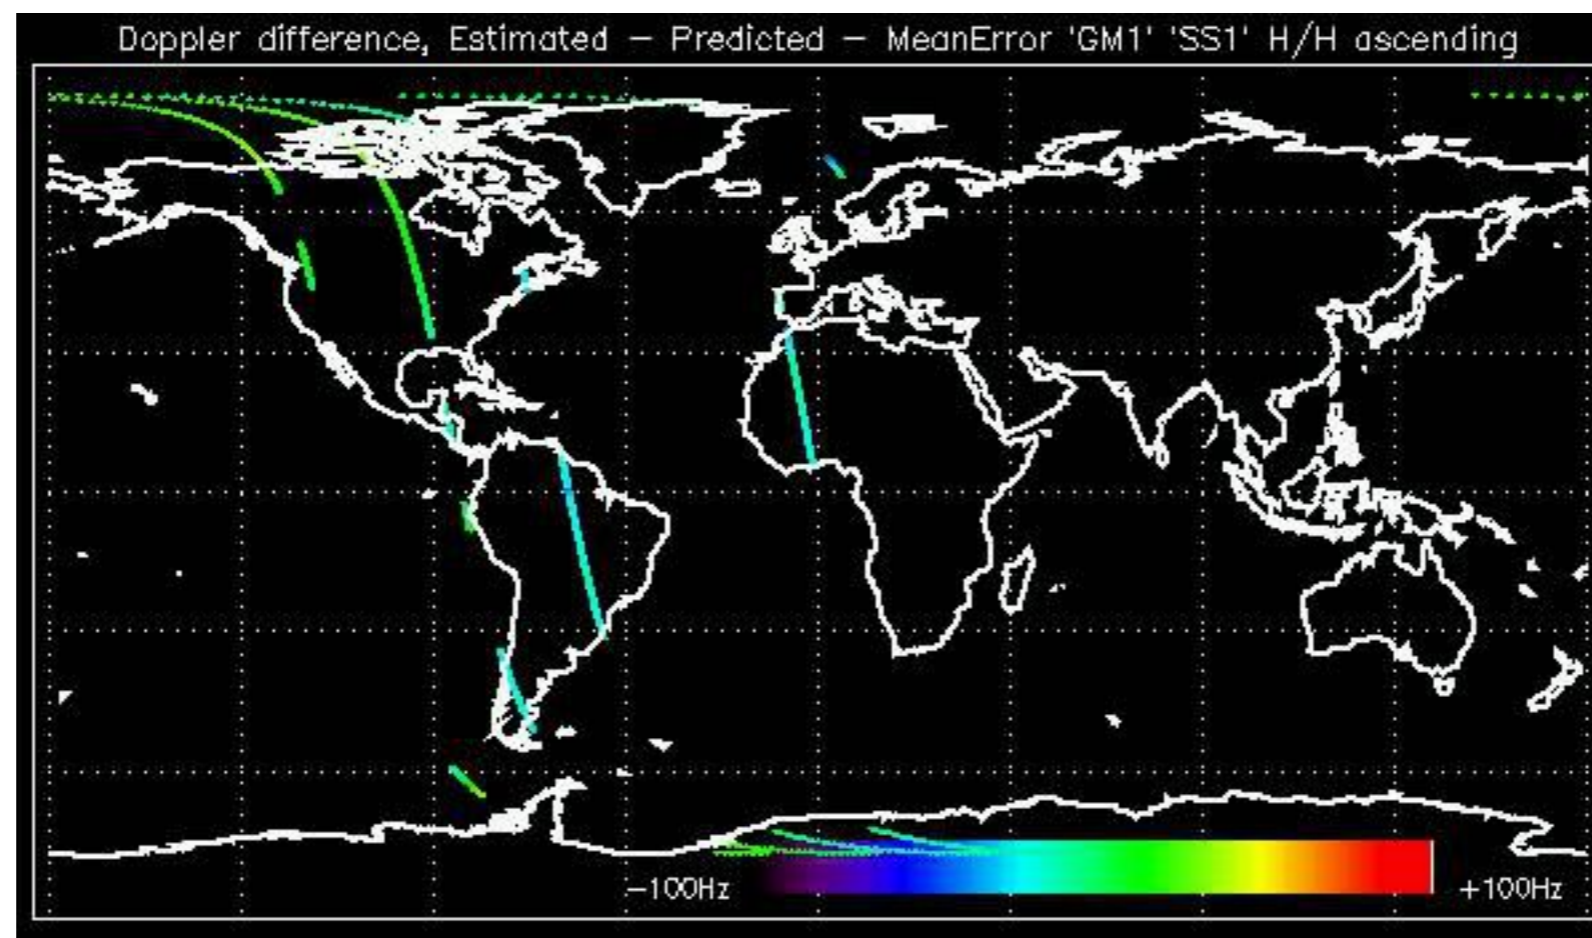 Doppler difference, Estimated – Predicted – MeanError 'GM1' 'SS1' H/H ascending
–100Hz
+100Hz